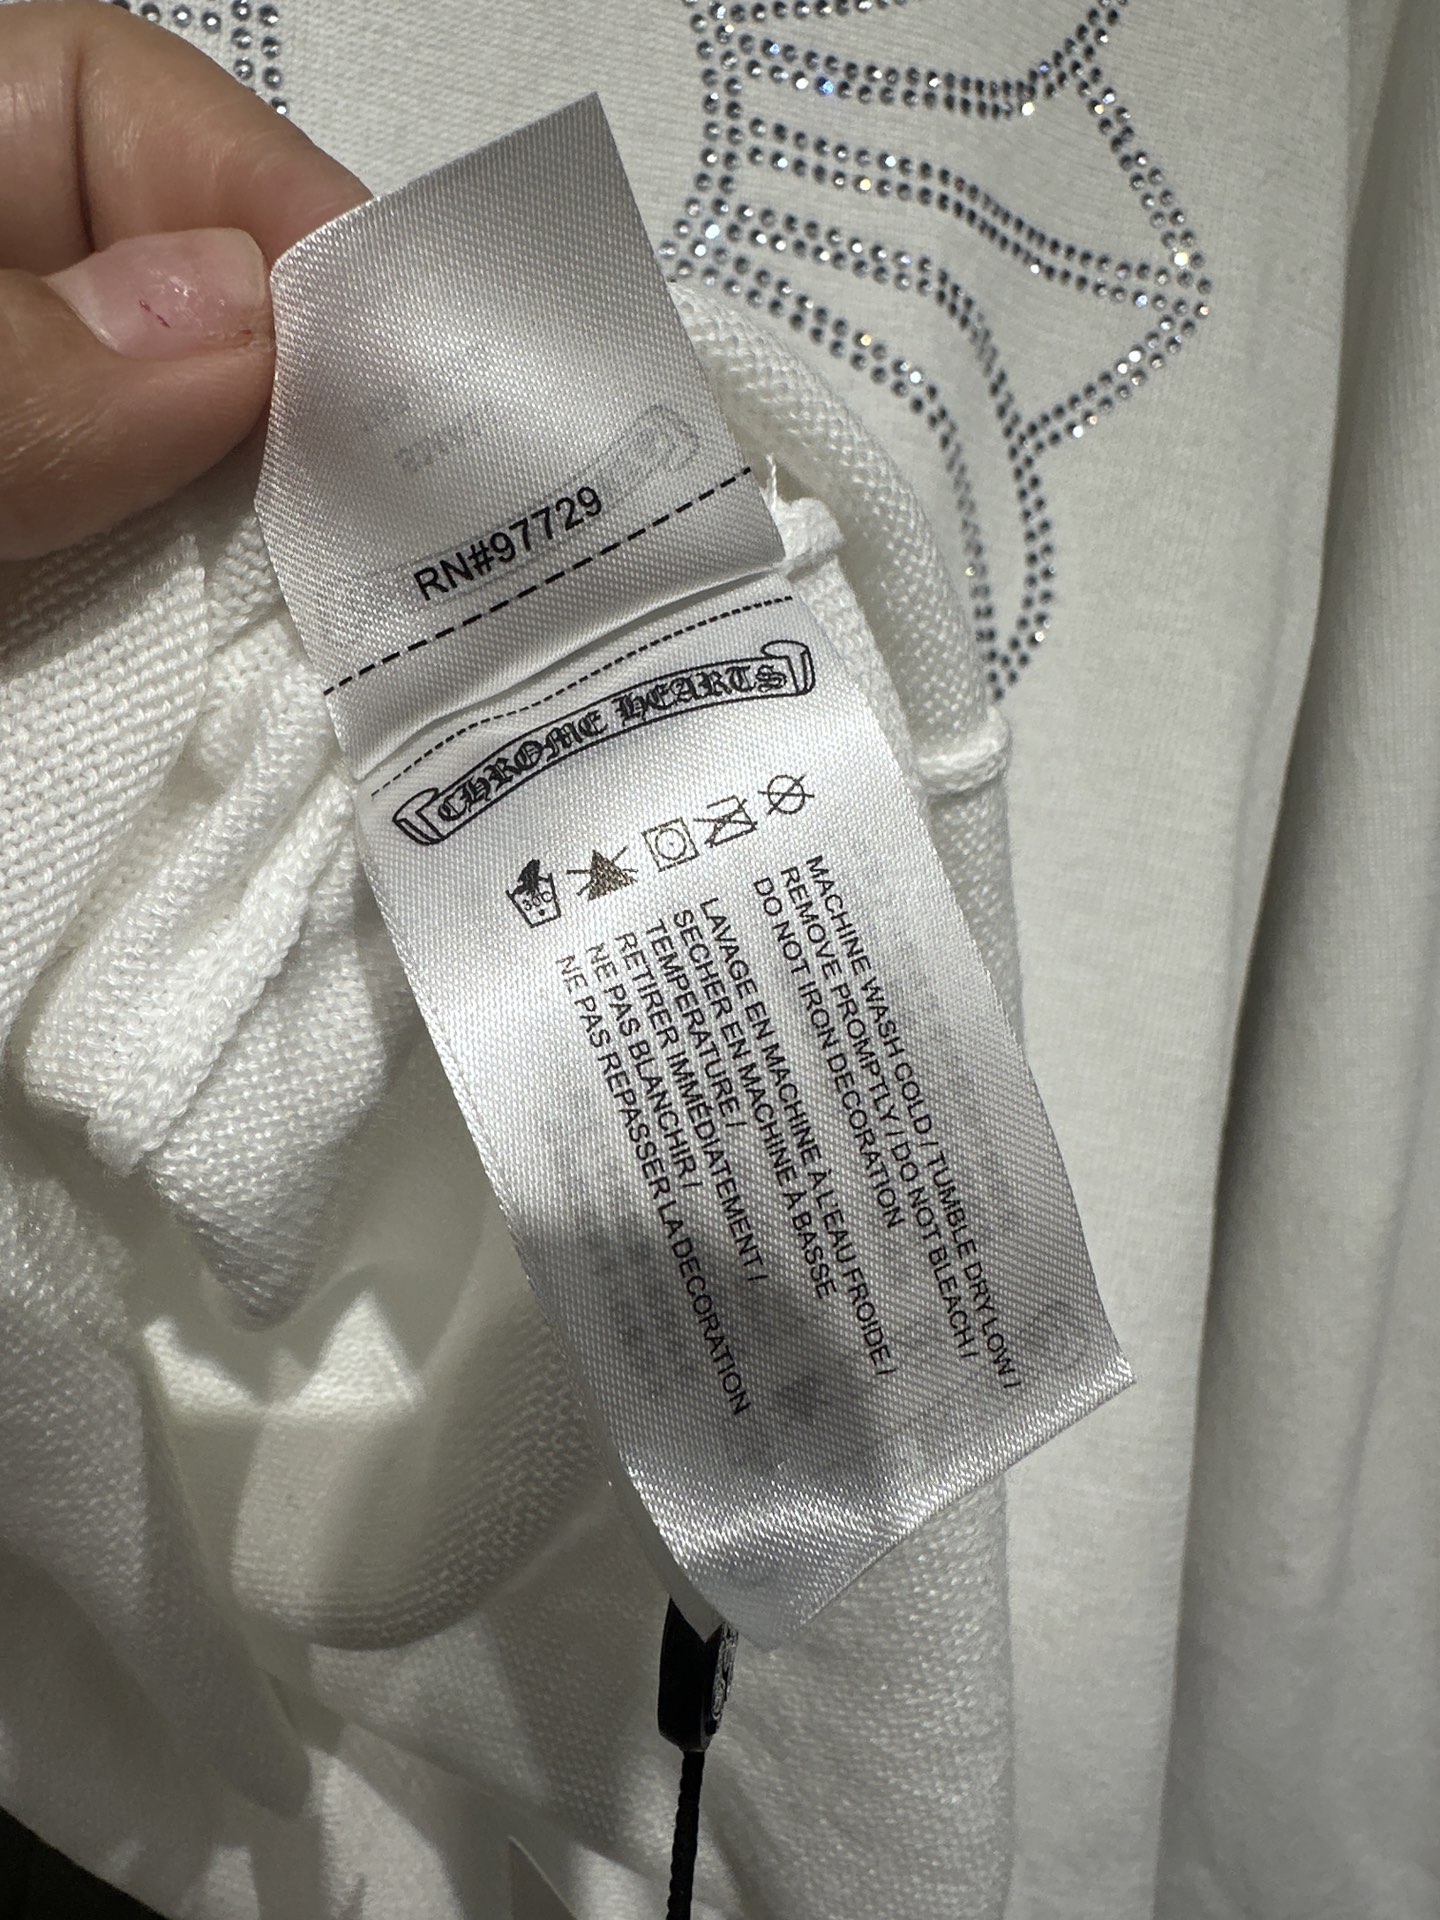 RN#97729
CHROME HEARTS
30C
MACHINE WASH COLD / TUMBLE DRY LOW /
REMOVE PROMPTLY / DO NOT BLEACH /
DO NOT IRON DECORATION
LAVAGE EN MACHINE À L'EAU FROIDE /
SECHER EN MACHINE À BASSE
TEMPERATURE /
RETIRER IMMÉDIATEMENT /
NE PAS BLANCHIR /
NE PAS REPASSER LA DECORATION